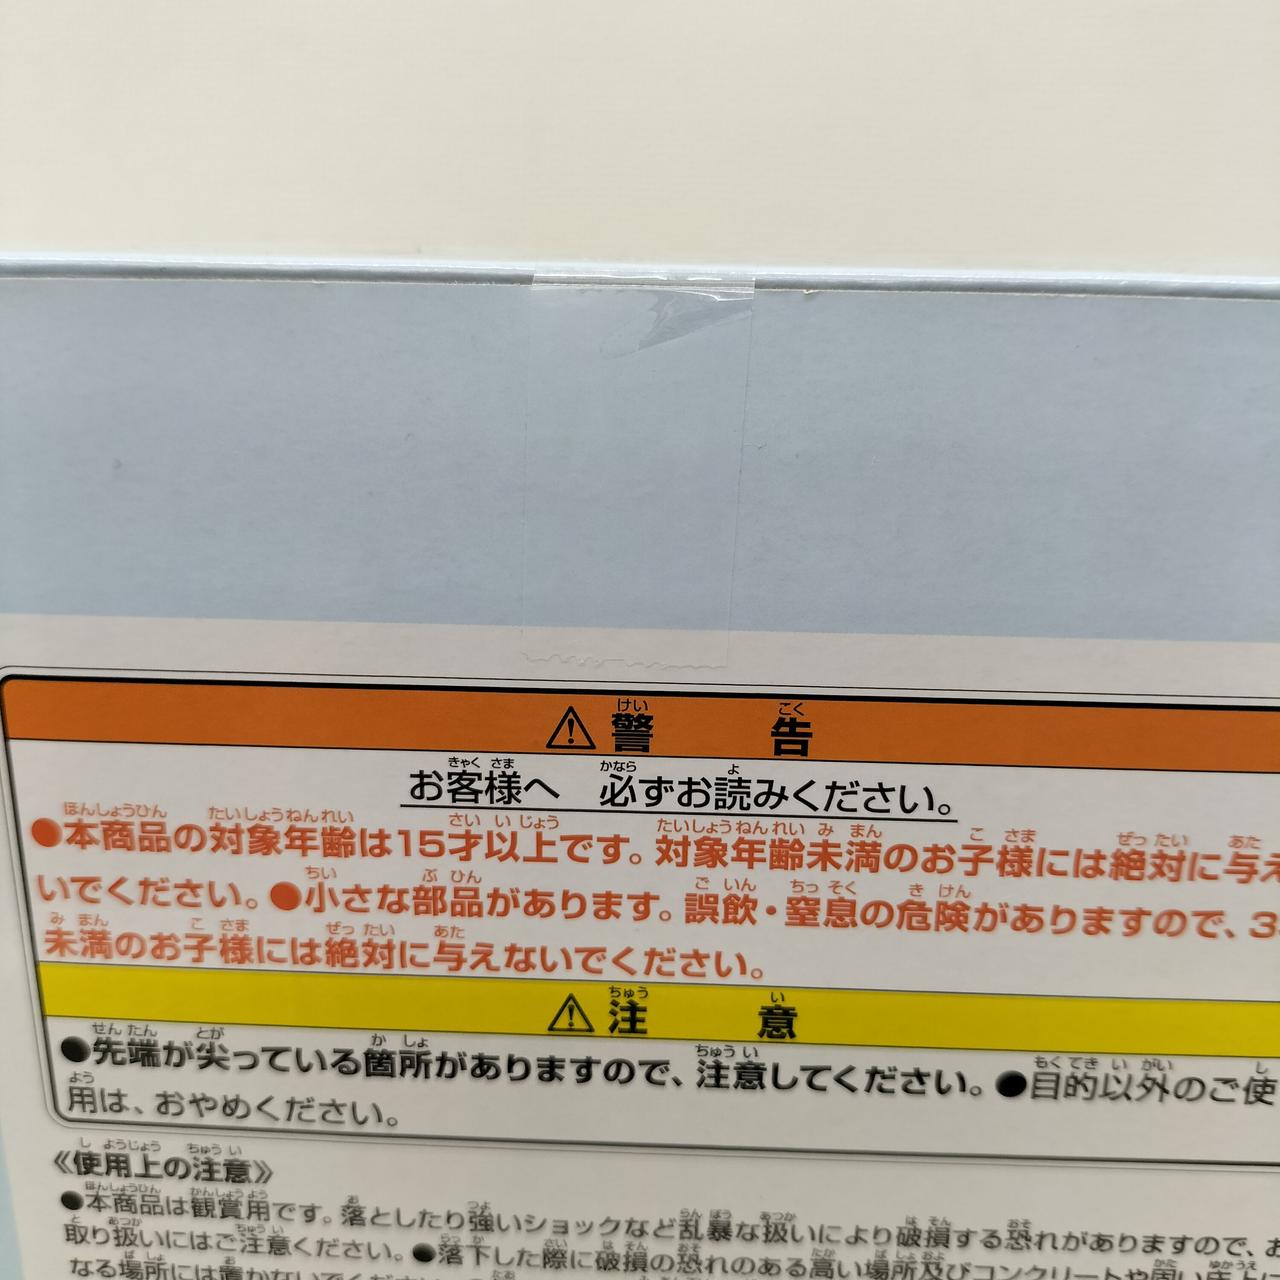 ⚠警告
お客様へ 必ずお読みください。
●本商品の対象年齢は15才以上です。対象年齢未満のお子様には絶対に与え
いでください。●小さな部品があります。誤飲・窒息の危険がありますので、3
未満のお子様には絶対に与えないでください。
⚠注意
●先端が尖っている箇所がありますので、注意してください。●目的以外のご使
用は、おやめください。
《使用上の注意》
●本商品は観賞用です。落としたり強いショックなど乱暴な扱いにより破損する恐れがありますので、お
取り扱いにはご注意ください。●落下した際に破損の恐れのある高い場所及びコンクリートや固い床上に
なる場所には置かないでください